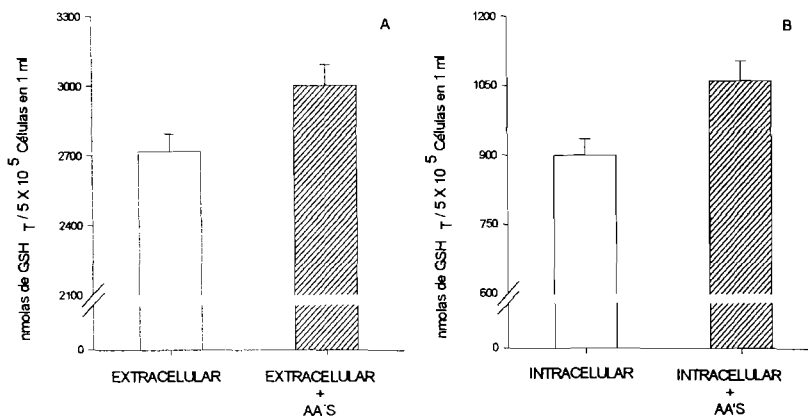 A
nmolas de GSH T / 5 X 10 5 Células en 1 ml
3300
3000
2700
2400
2100
0
EXTRACELULAR
EXTRACELULAR
+
AA'S
B
nmolas de GSH T / 5 X 10 5 Células en 1 ml
1200
1050
900
750
600
0
INTRACELULAR
INTRACELULAR
+
AA'S